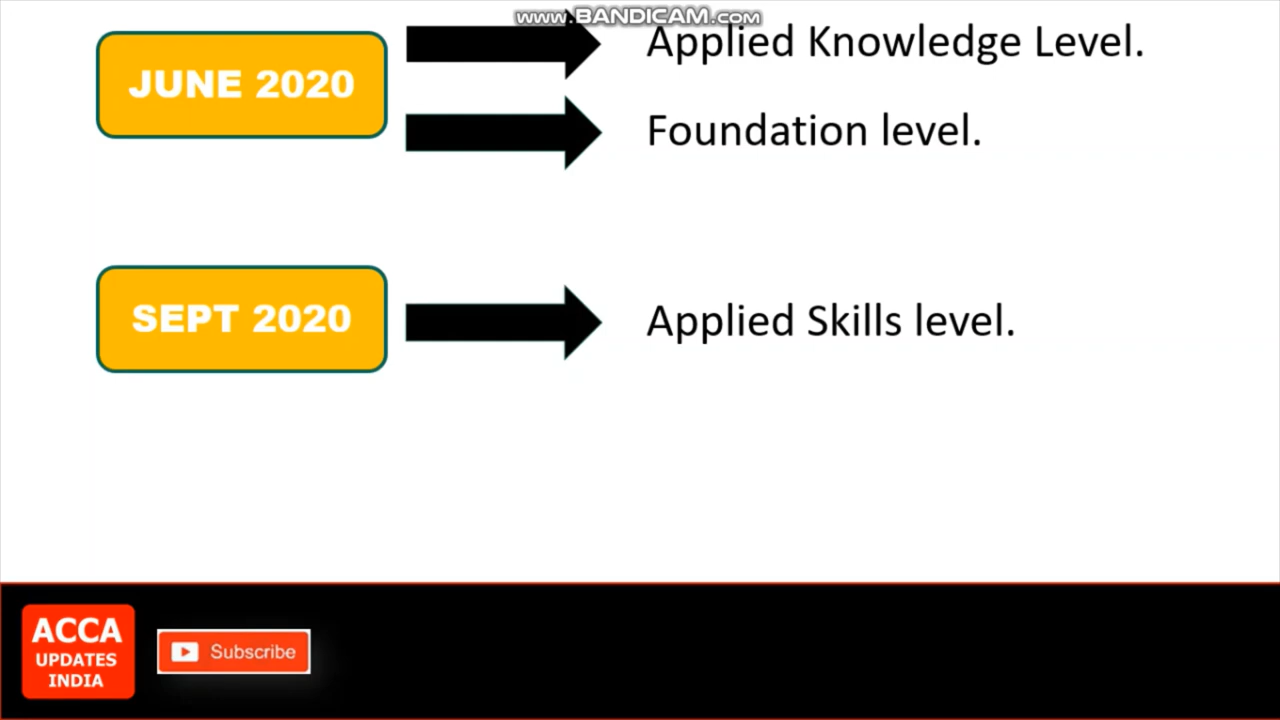 www.BANDICAM.com
JUNE 2020
Applied Knowledge Level.
Foundation level.
SEPT 2020
Applied Skills level.
ACCA
UPDATES
INDIA
Subscribe